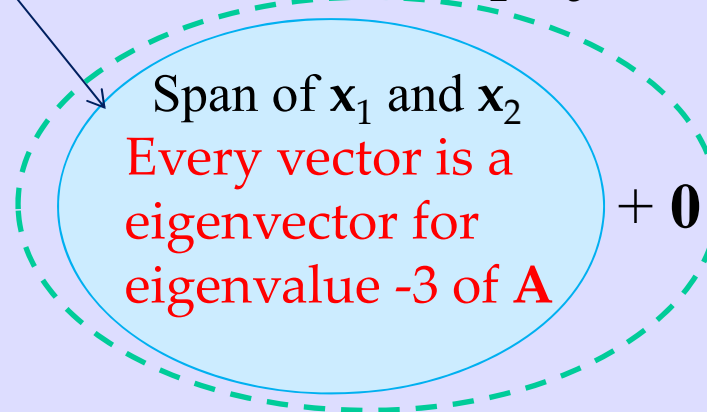 Span of x1 and x2
Every vector is a
eigenvector for
eigenvalue -3 of A
+ 0